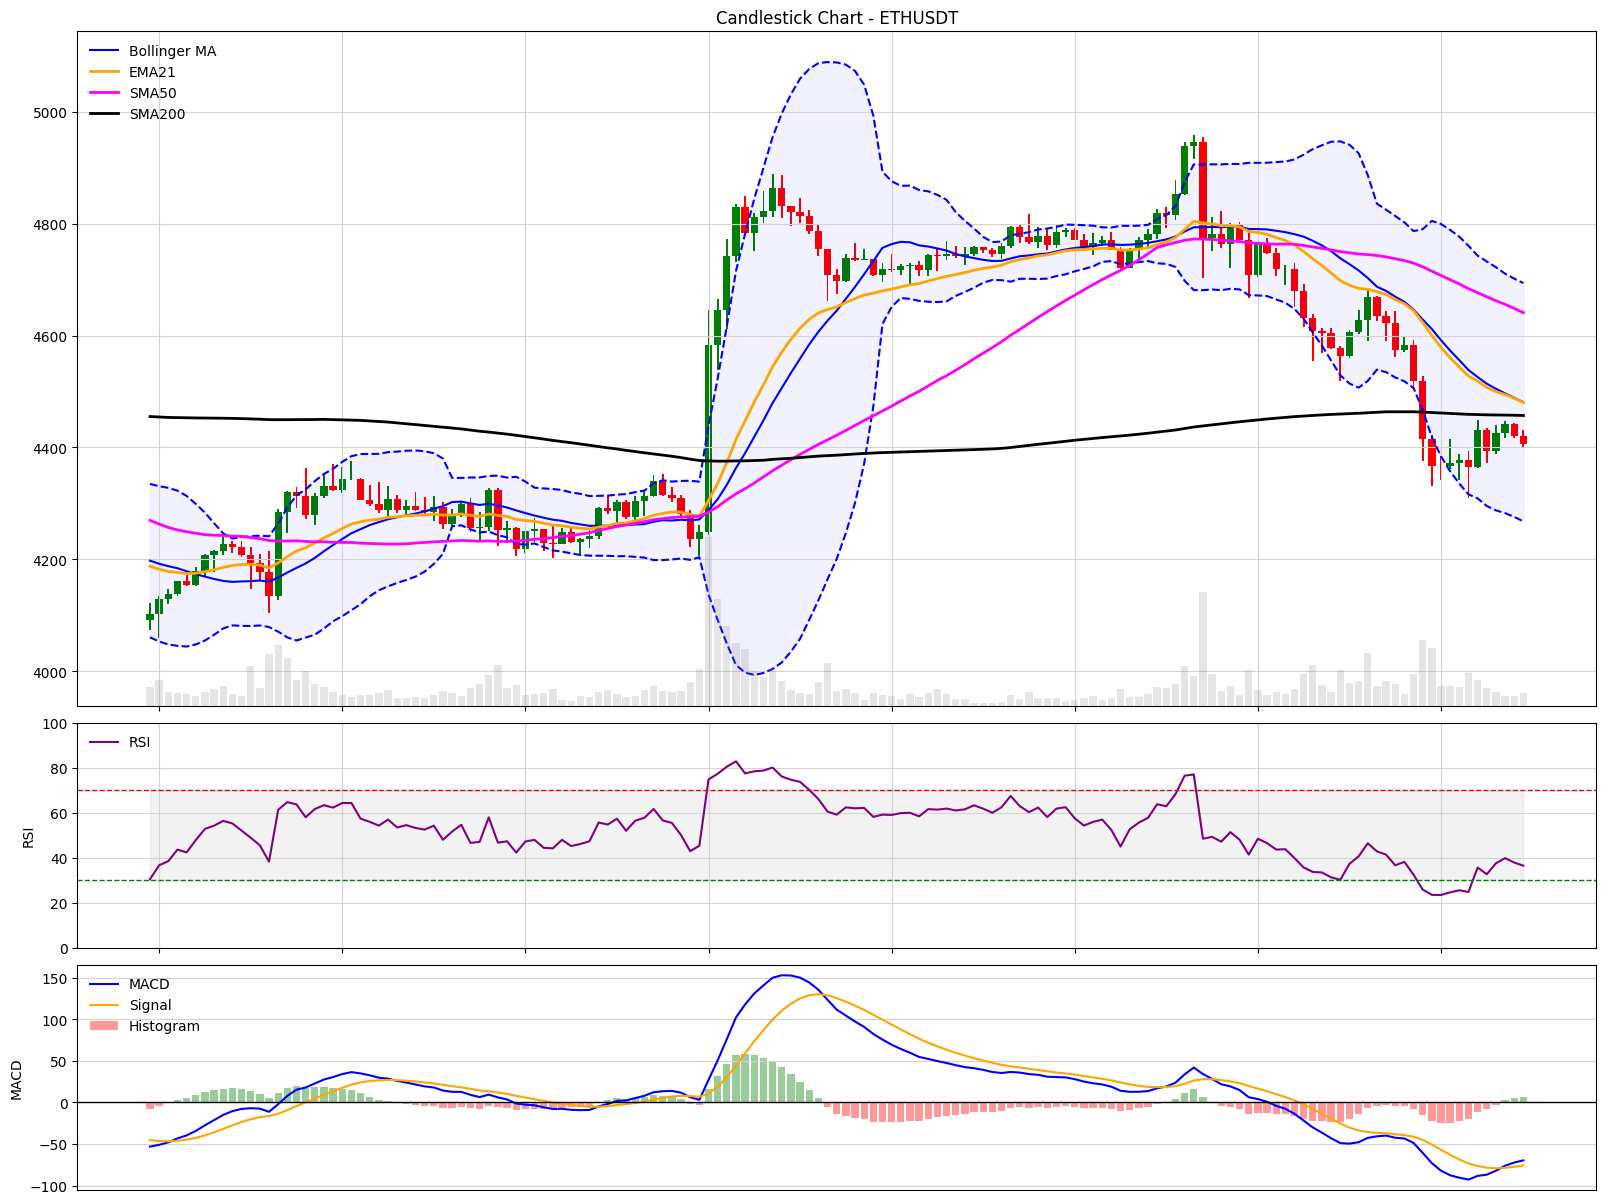 Candlestick Chart - ETHUSDT
Bollinger MA
EMA21
SMA50
SMA200
5000
4800
4600
4400
4200
4000
RSI
100
80
60
40
20
0
RSI
MACD
Signal
Histogram
150
100
50
0
−50
−100
MACD